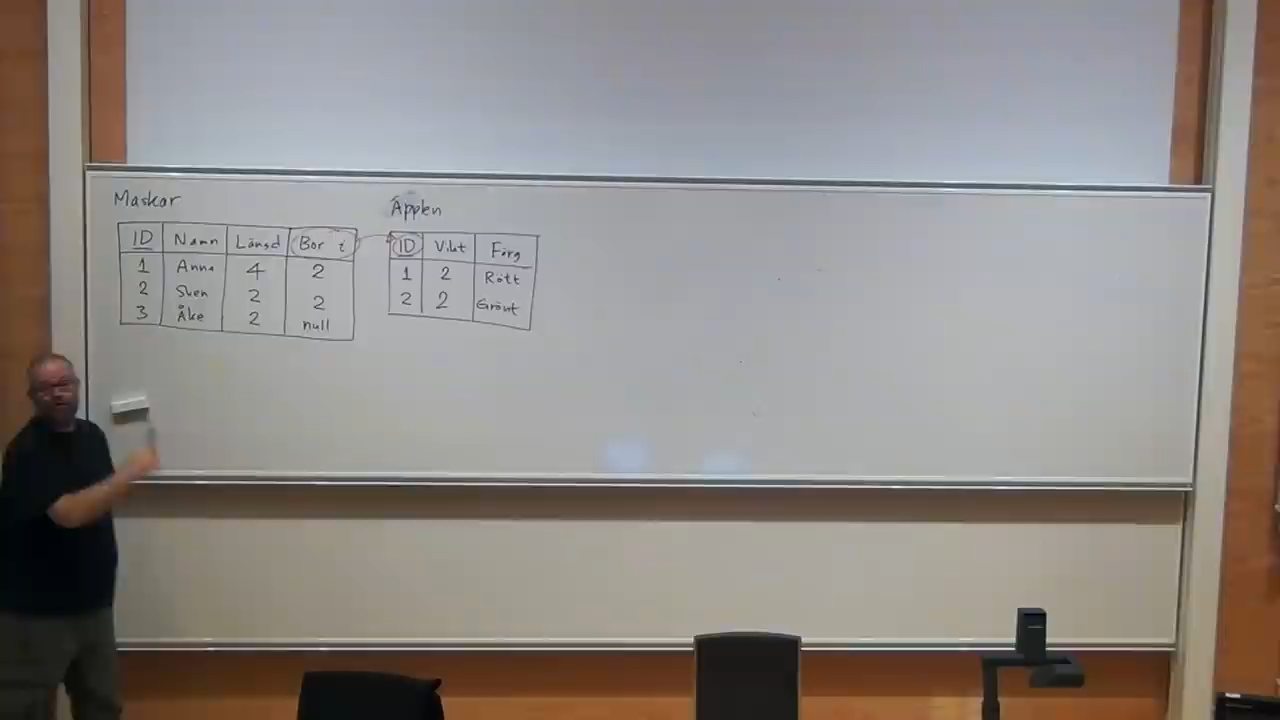 Maskar
ID Namn Längd Bor i
1 Anna 4 2
2 Sven 2 2
3 Åke 2 null
Äpplen
ID Vikt Färg
1 2 Rött
2 2 Grönt